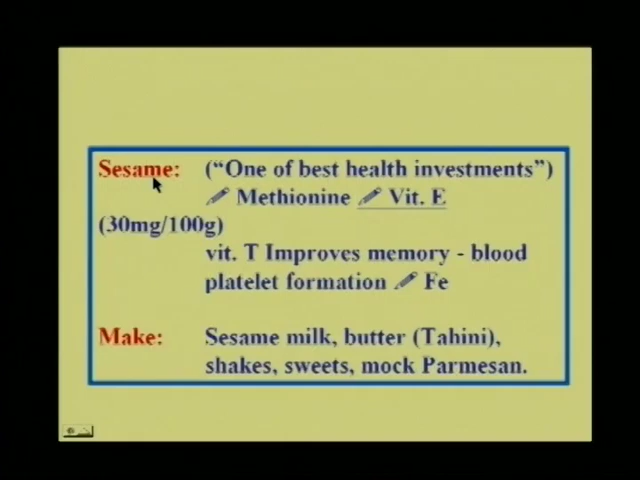 Sesame: (“One of best health investments”)
Methionine Vit. E
(30mg/100g)
vit. T Improves memory - blood
platelet formation Fe
Make: Sesame milk, butter (Tahini),
shakes, sweets, mock Parmesan.